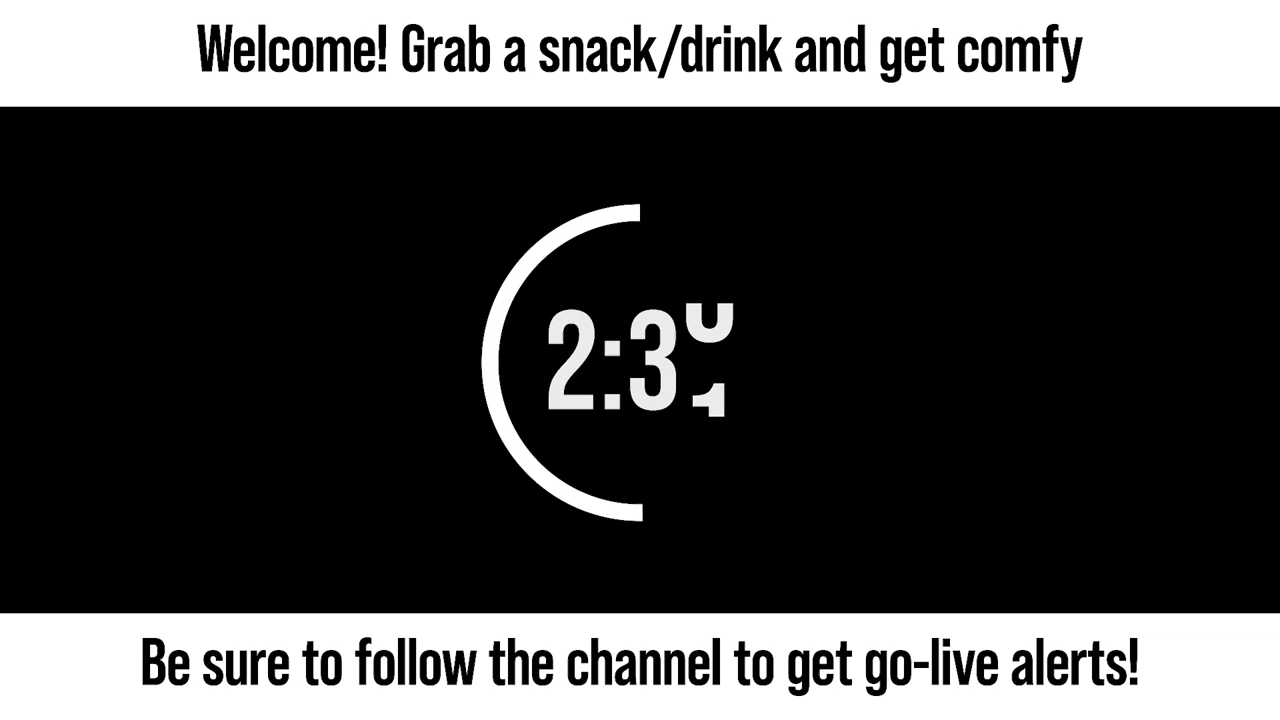 Welcome! Grab a snack/drink and get comfy
2:3
Be sure to follow the channel to get go-live alerts!